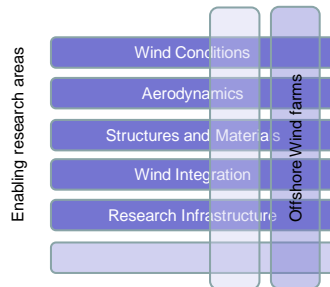 Enabling research areas
Wind Conditions
Aerodynamics
Structures and Materials
Wind Integration
Research Infrastructure
Offshore Wind farms